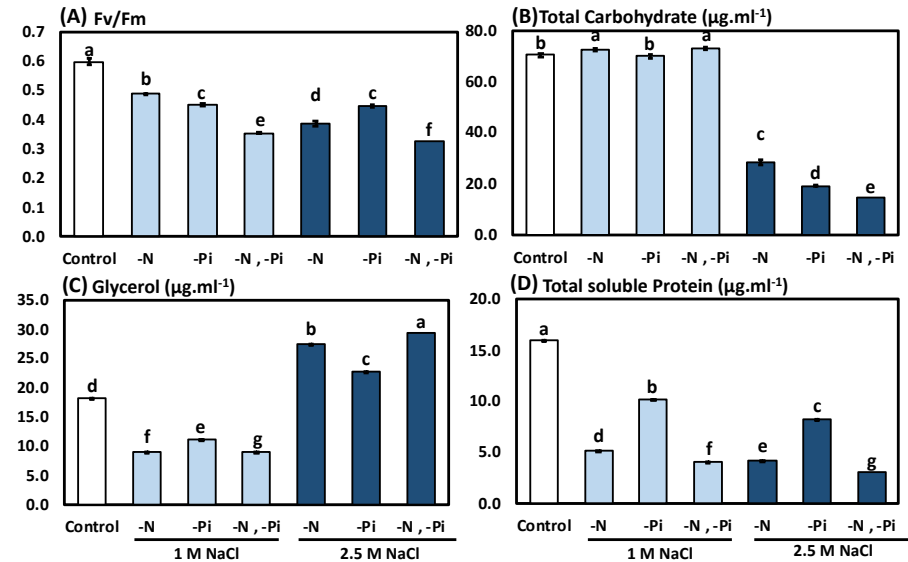 (A) Fv/Fm
0.7
0.6
0.5
0.4
0.3
0.2
0.1
0.0
a
b
c
e
d
c
f
Control -N -Pi -N , -Pi -N -Pi -N , -Pi
(B) Total Carbohydrate (µg.ml-1)
80.0
60.0
40.0
20.0
0.0
b
a
b
a
c
d
e
Control -N -Pi -N , -Pi -N -Pi -N , -Pi
(C) Glycerol (µg.ml-1)
35.0
30.0
25.0
20.0
15.0
10.0
5.0
0.0
d
f
e
g
b
c
a
Control -N -Pi -N , -Pi -N -Pi -N , -Pi
1 M NaCl 2.5 M NaCl
(D) Total soluble Protein (µg.ml-1)
20.0
15.0
10.0
5.0
0.0
a
d
b
f
e
c
g
Control -N -Pi -N , -Pi -N -Pi -N , -Pi
1 M NaCl 2.5 M NaCl